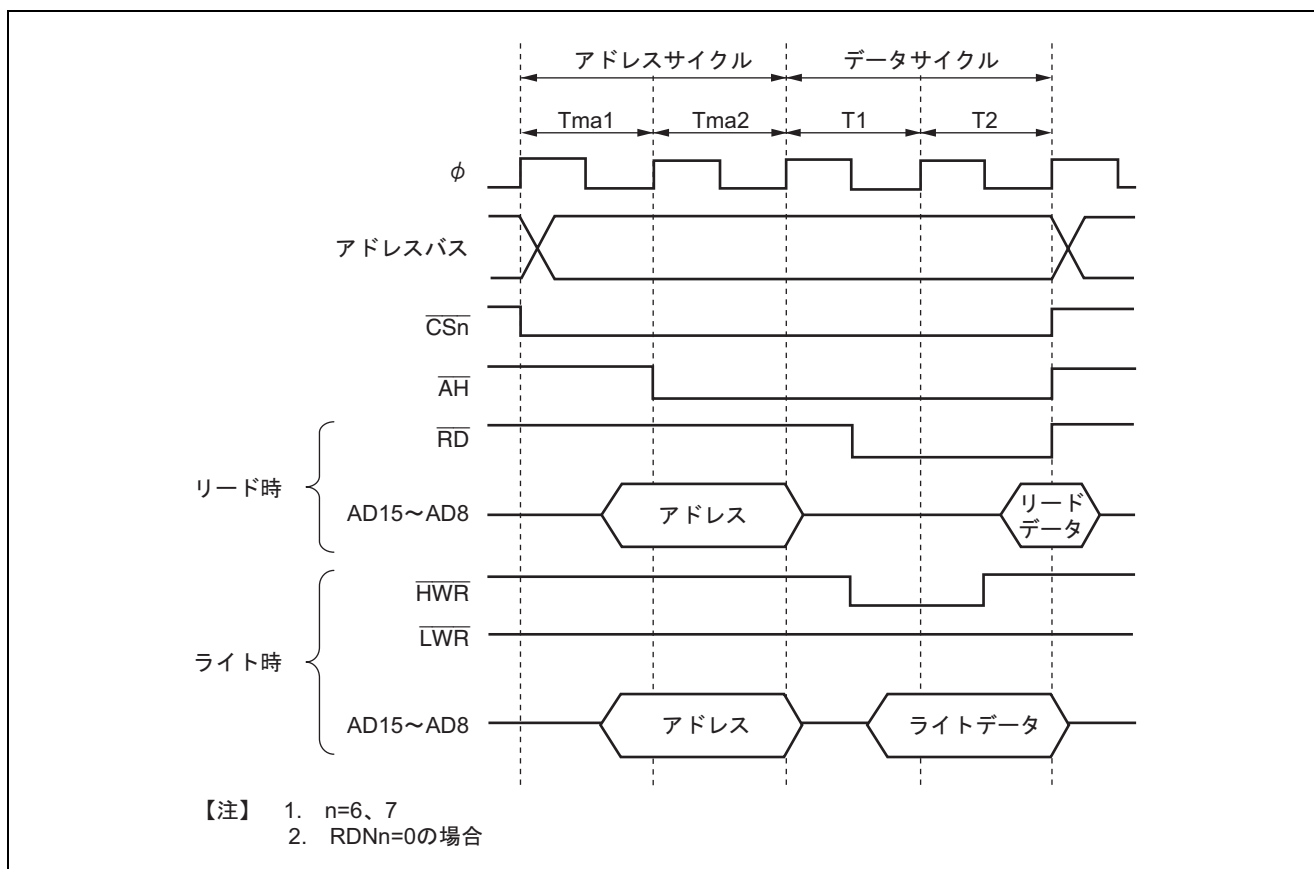 アドレスサイクル データサイクル
Tma1 Tma2 T1 T2
φ
アドレスバス
CSn
AH
RD
リード時
AD15～AD8 アドレス リード
データ
HWR
LWR
ライト時
AD15～AD8 アドレス ライトデータ
【注】 1. n=6、7
2. RDNn=0の場合